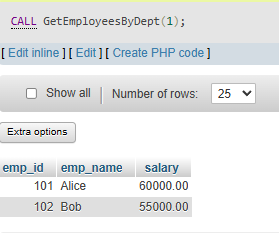 CALL GetEmployeesByDept(1);
[ Edit inline ] [ Edit ] [ Create PHP code ]
Show all | Number of rows: 25
Extra options
emp_id emp_name salary
101 Alice 60000.00
102 Bob 55000.00